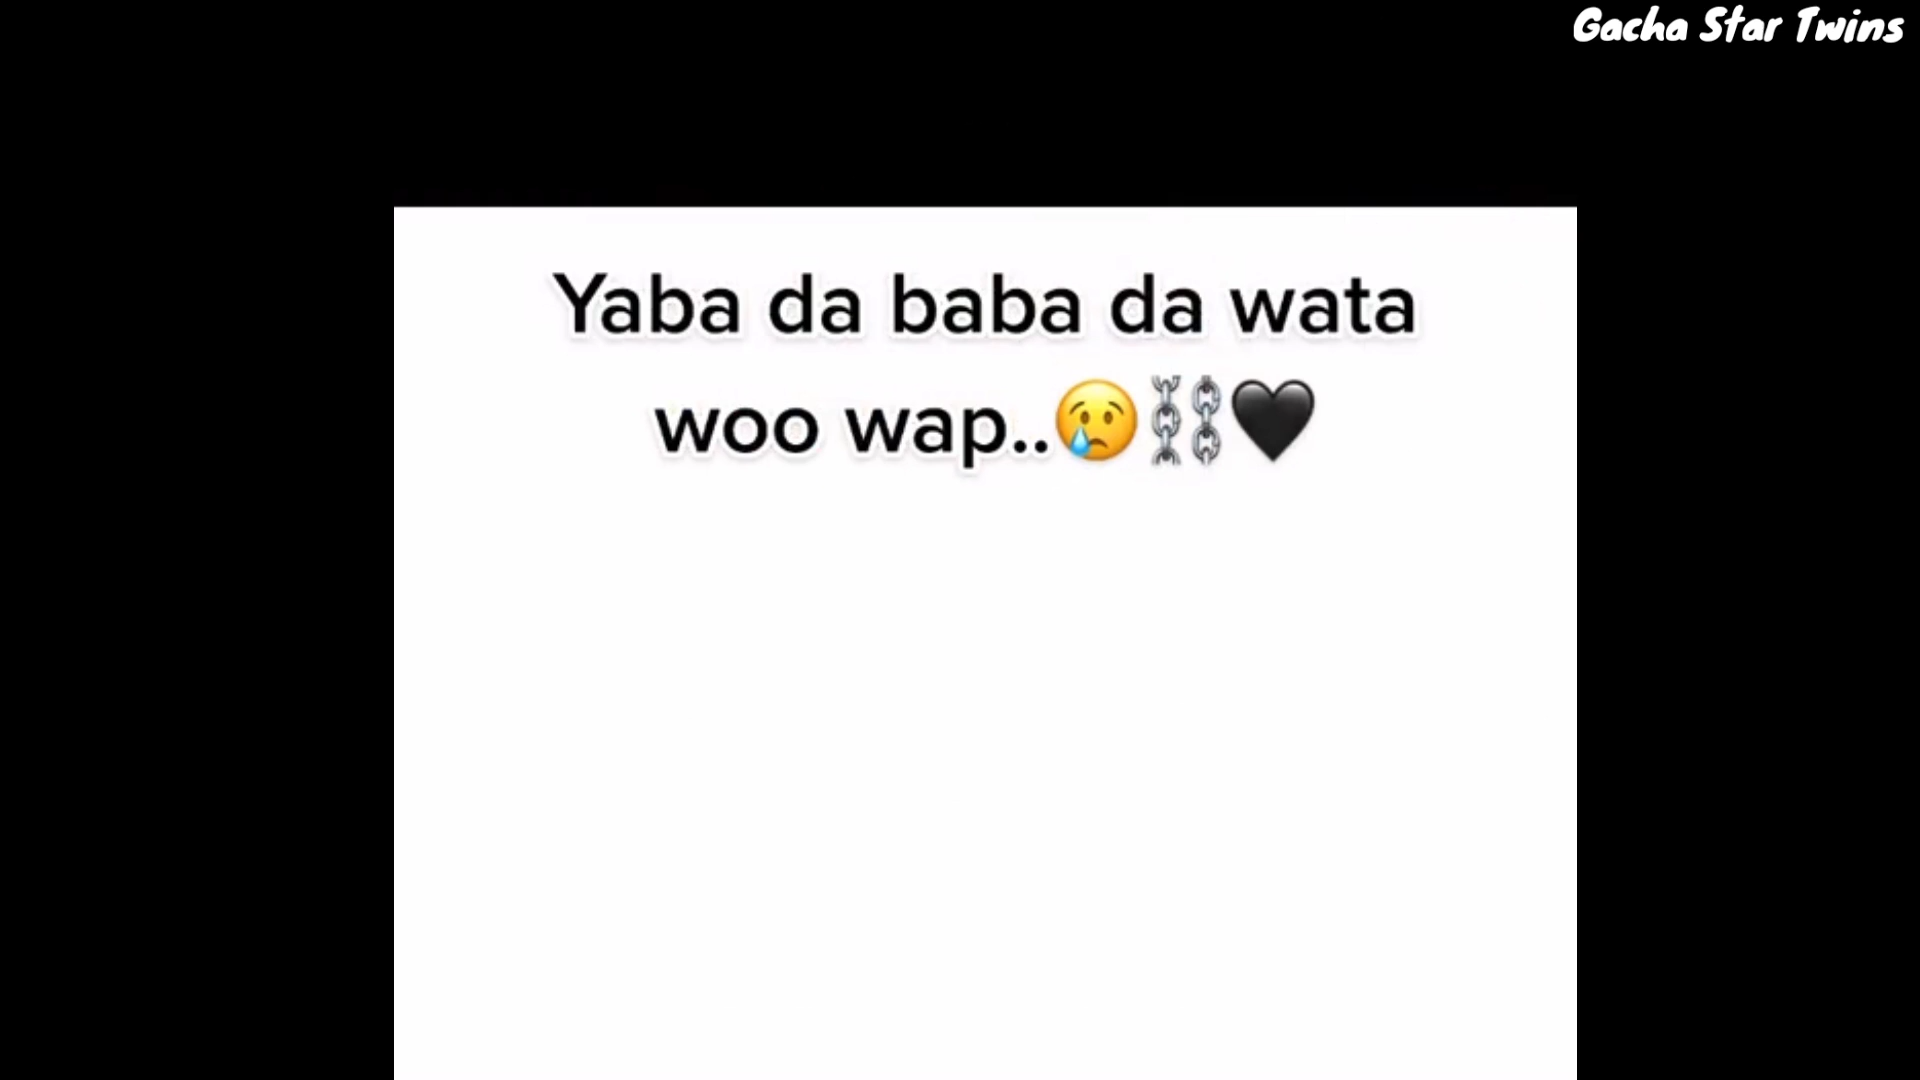 Gacha Star Twins
Yaba da baba da wata
woo wap..😢⛓️🖤